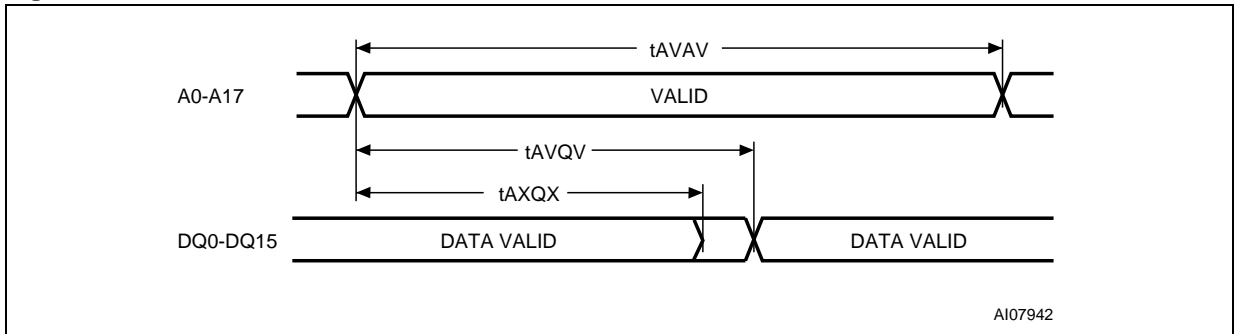 tAVAV
A0-A17
VALID
tAVQV
tAXQX
DQ0-DQ15
DATA VALID
DATA VALID
AI07942